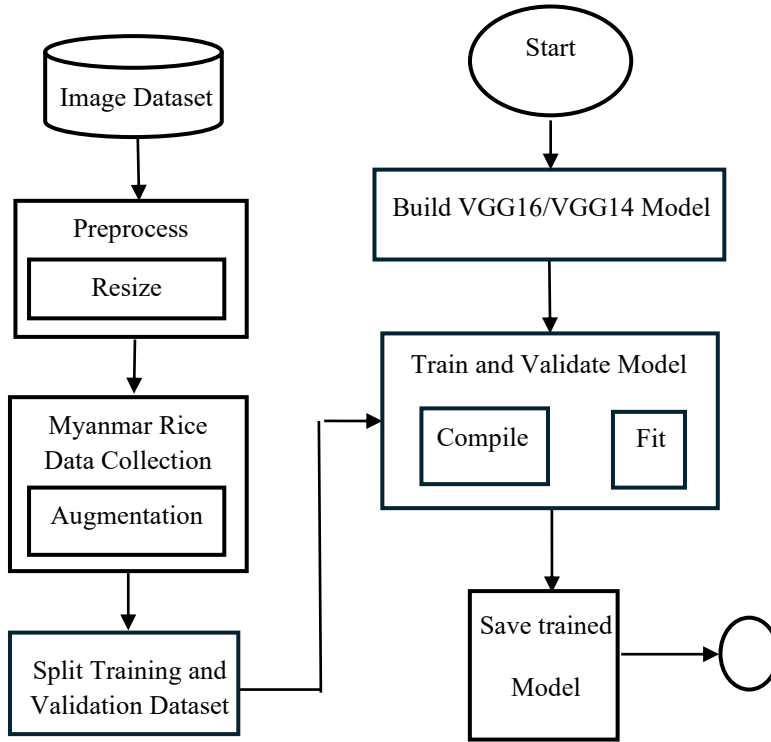 Image Dataset
Preprocess
Resize
Myanmar Rice
Data Collection
Augmentation
Split Training and
Validation Dataset
Start
Build VGG16/VGG14 Model
Train and Validate Model
Compile
Fit
Save trained
Model